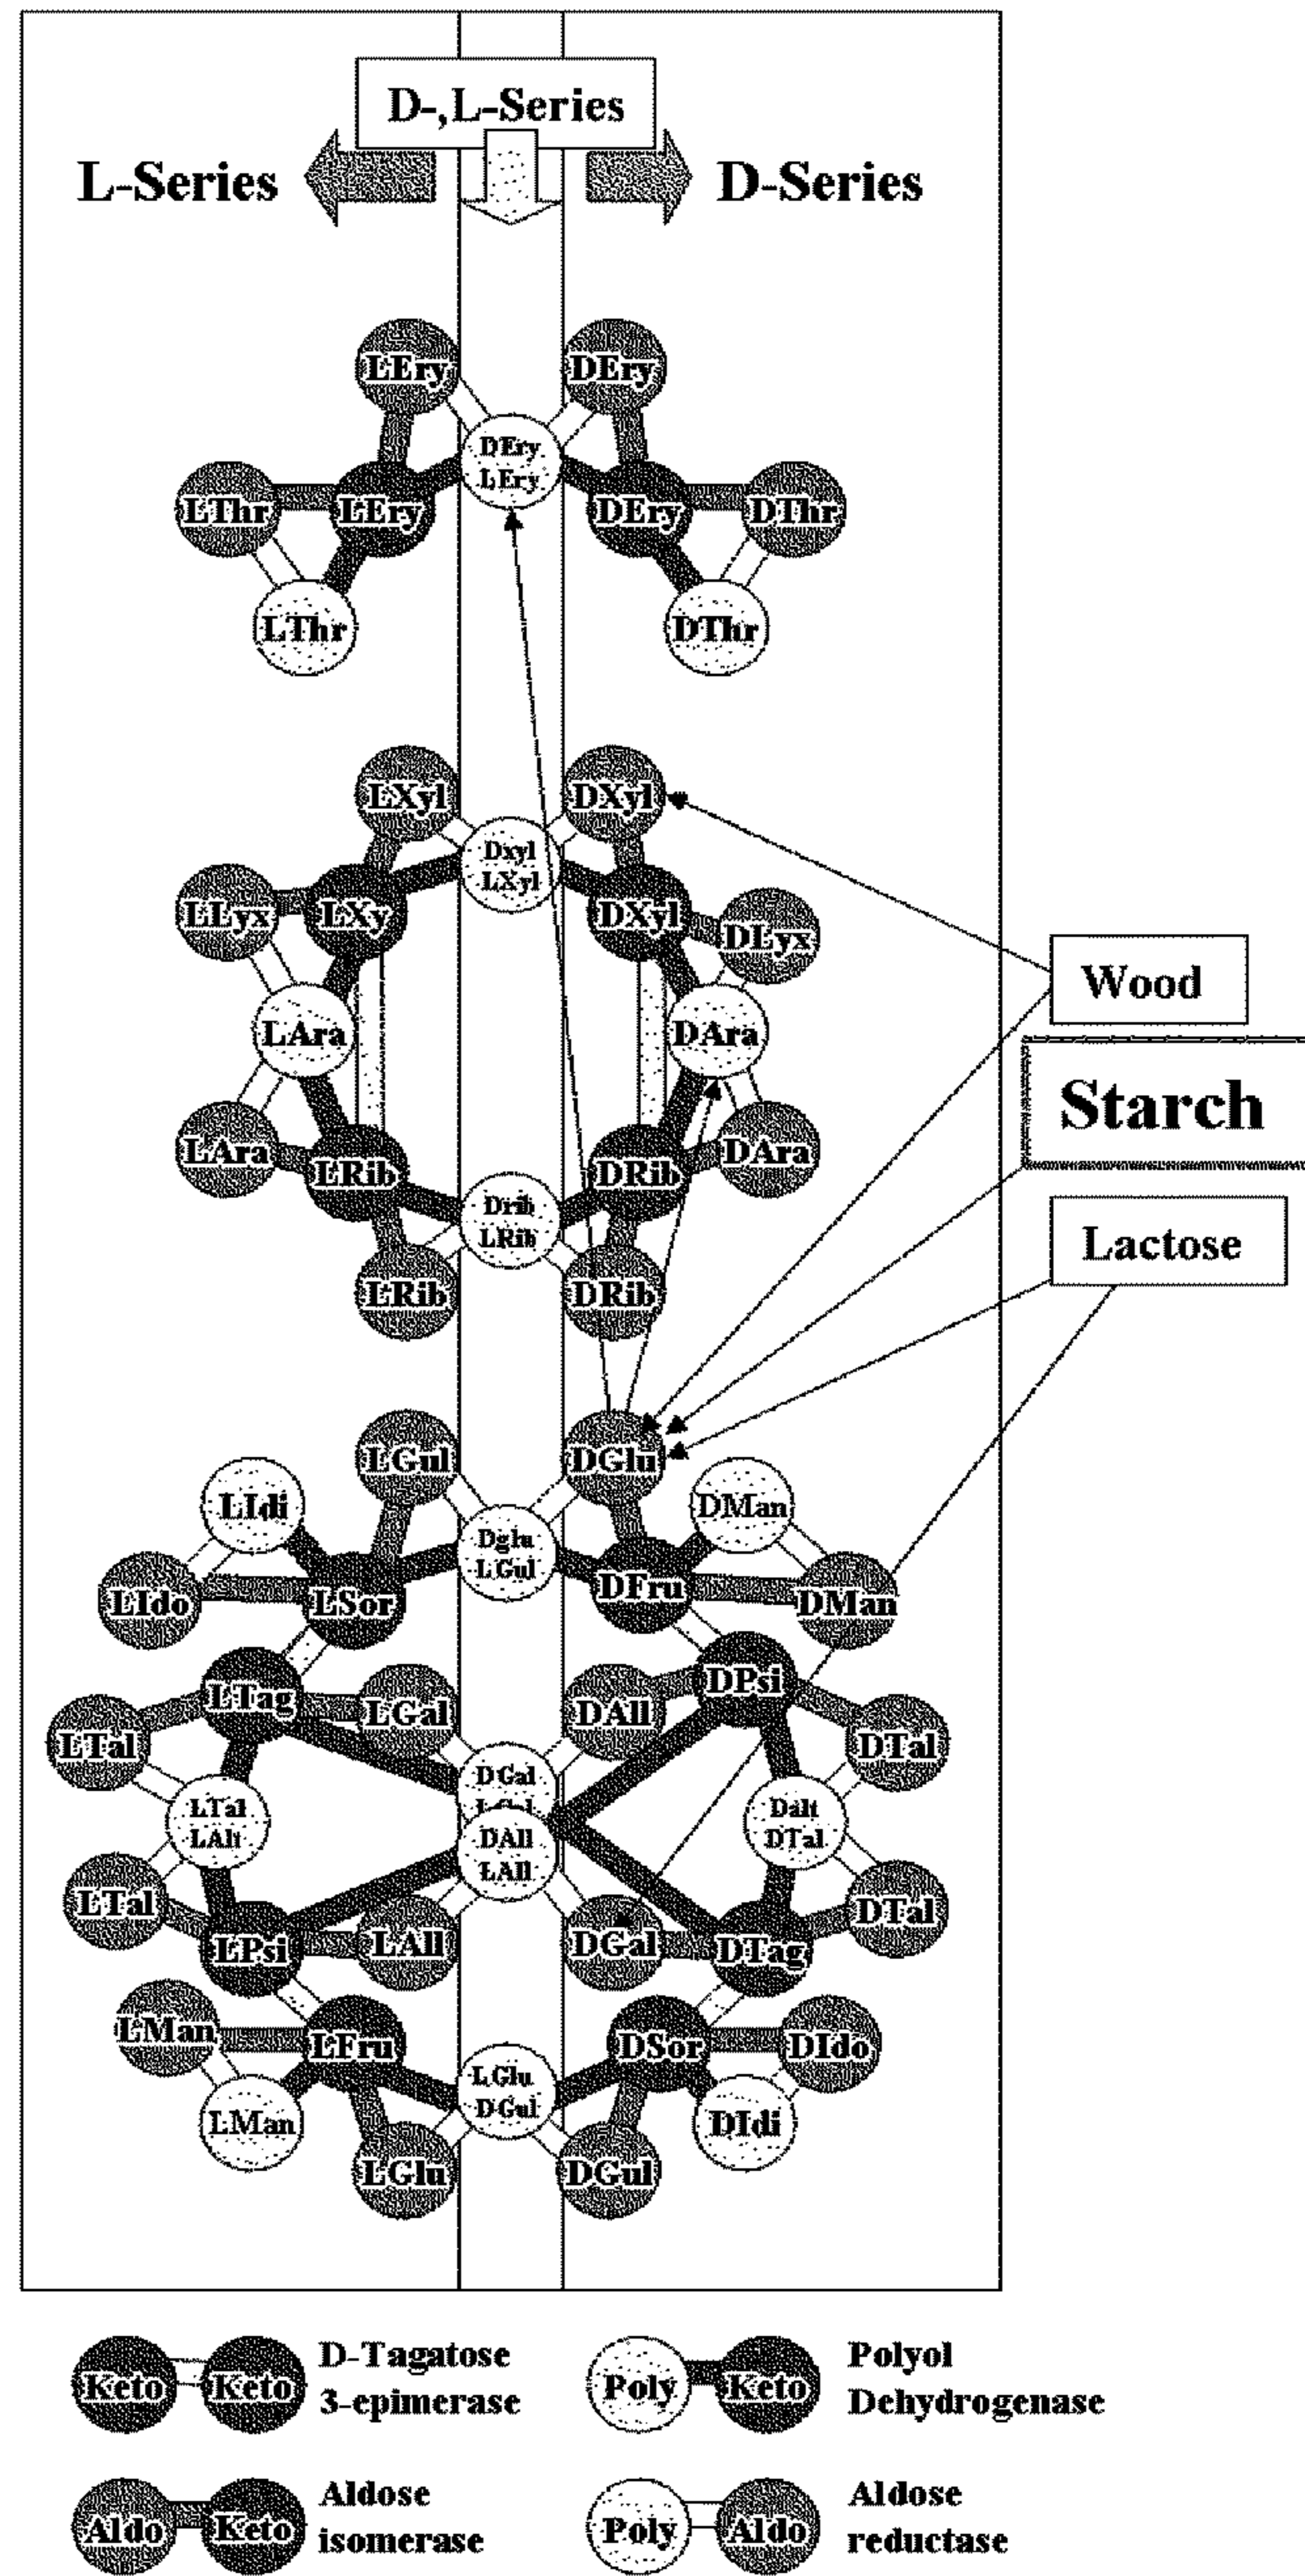 D-,L-Series
L-Series
D-Series
LEry
DEry
DEry
LEry
LThr
LEry
DEry
DThr
LThr
DThr
LXyl
DXyl
Dxyl
LXyl
LLyx
LXy
DXyl
DLyx
Wood
LAra
DAra
Starch
LAra
LRib
DRib
DAra
Drib
LRib
Lactose
LRib
DRib
LGul
DGlu
LIdi
DMan
Dglu
LGul
LIdo
LSor
DFru
DMan
LTag
LGal
DAll
DPsi
LTal
DTal
DGal
LTal
LAlt
Dalt
DTal
DAll
LAll
LTal
LPsi
LAll
DGal
DTag
DTal
LMan
LFru
DSor
DIdo
LGlu
DGul
LMan
DIdi
LGlu
DGul
Keto
Keto
D-Tagatose
3-epimerase
Poly
Keto
Polyol
Dehydrogenase
Aldo
Keto
Aldose
isomerase
Poly
Aldo
Aldose
reductase